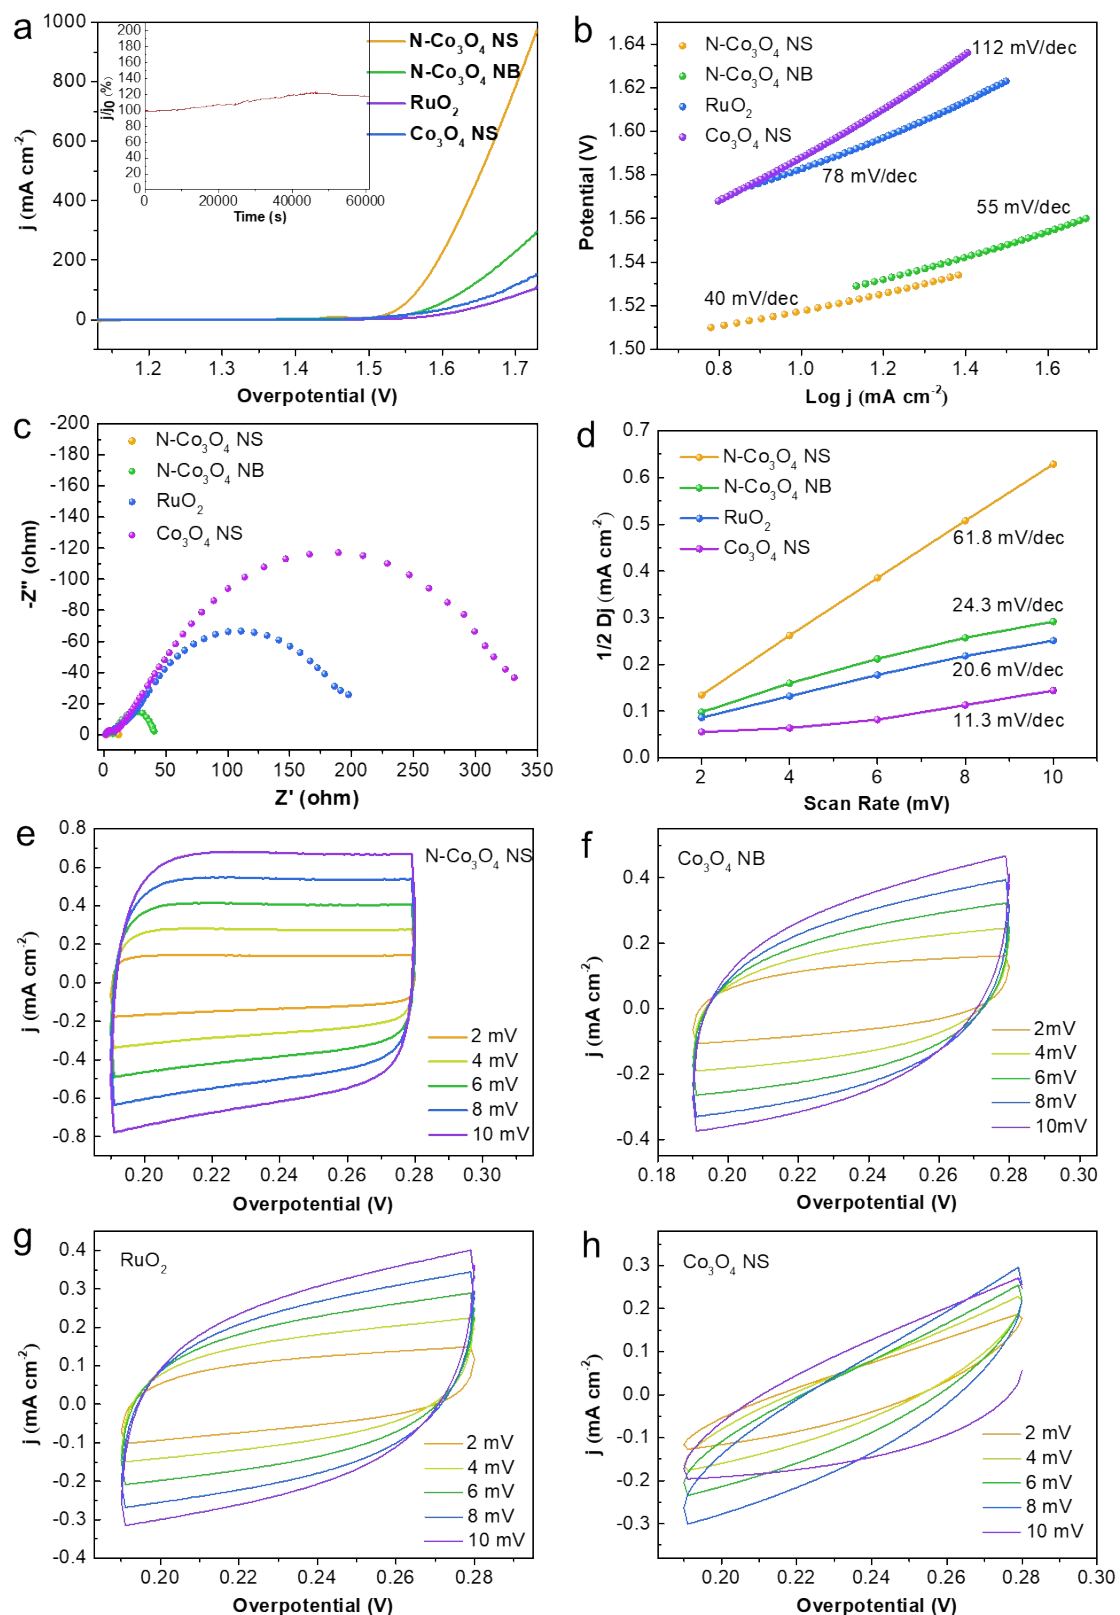 a
1000
800
600
400
200
0
j (mA cm⁻²)
1.2 1.3 1.4 1.5 1.6 1.7
Overpotential (V)
200
180
160
140
120
100
80
60
40
20
0
j/j0 (%)
0 20000 40000 60000
Time (s)
N-Co₃O₄ NS
N-Co₃O₄ NB
RuO₂
Co₃O₄ NS
b
1.64
1.62
1.60
1.58
1.56
1.54
1.52
1.50
Potential (V)
N-Co₃O₄ NS
N-Co₃O₄ NB
RuO₂
Co₃O₄ NS
112 mV/dec
78 mV/dec
55 mV/dec
40 mV/dec
0.8 1.0 1.2 1.4 1.6
Log j (mA cm⁻²)
c
-200
-180
-160
-140
-120
-100
-80
-60
-40
-20
0
-Z'' (ohm)
N-Co₃O₄ NS
N-Co₃O₄ NB
RuO₂
Co₃O₄ NS
0 50 100 150 200 250 300 350
Z' (ohm)
d
0.7
0.6
0.5
0.4
0.3
0.2
0.1
0.0
1/2 Dj (mA cm⁻²)
N-Co₃O₄ NS
N-Co₃O₄ NB
RuO₂
Co₃O₄ NS
61.8 mV/dec
24.3 mV/dec
20.6 mV/dec
11.3 mV/dec
2 4 6 8 10
Scan Rate (mV)
e
0.8
0.6
0.4
0.2
0.0
-0.2
-0.4
-0.6
-0.8
j (mA cm⁻²)
N-Co₃O₄ NS
2 mV
4 mV
6 mV
8 mV
10 mV
0.20 0.22 0.24 0.26 0.28 0.30
Overpotential (V)
f
0.4
0.2
0.0
-0.2
-0.4
j (mA cm⁻²)
Co₃O₄ NB
2mV
4mV
6mV
8mV
10mV
0.18 0.20 0.22 0.24 0.26 0.28 0.30
Overpotential (V)
g
0.4
0.3
0.2
0.1
0.0
-0.1
-0.2
-0.3
-0.4
j (mA cm⁻²)
RuO₂
2 mV
4 mV
6 mV
8 mV
10 mV
0.20 0.22 0.24 0.26 0.28
Overpotential (V)
h
0.3
0.2
0.1
0.0
-0.1
-0.2
-0.3
j (mA cm⁻²)
Co₃O₄ NS
2 mV
4 mV
6 mV
8 mV
10 mV
0.20 0.22 0.24 0.26 0.28 0.30
Overpotential (V)